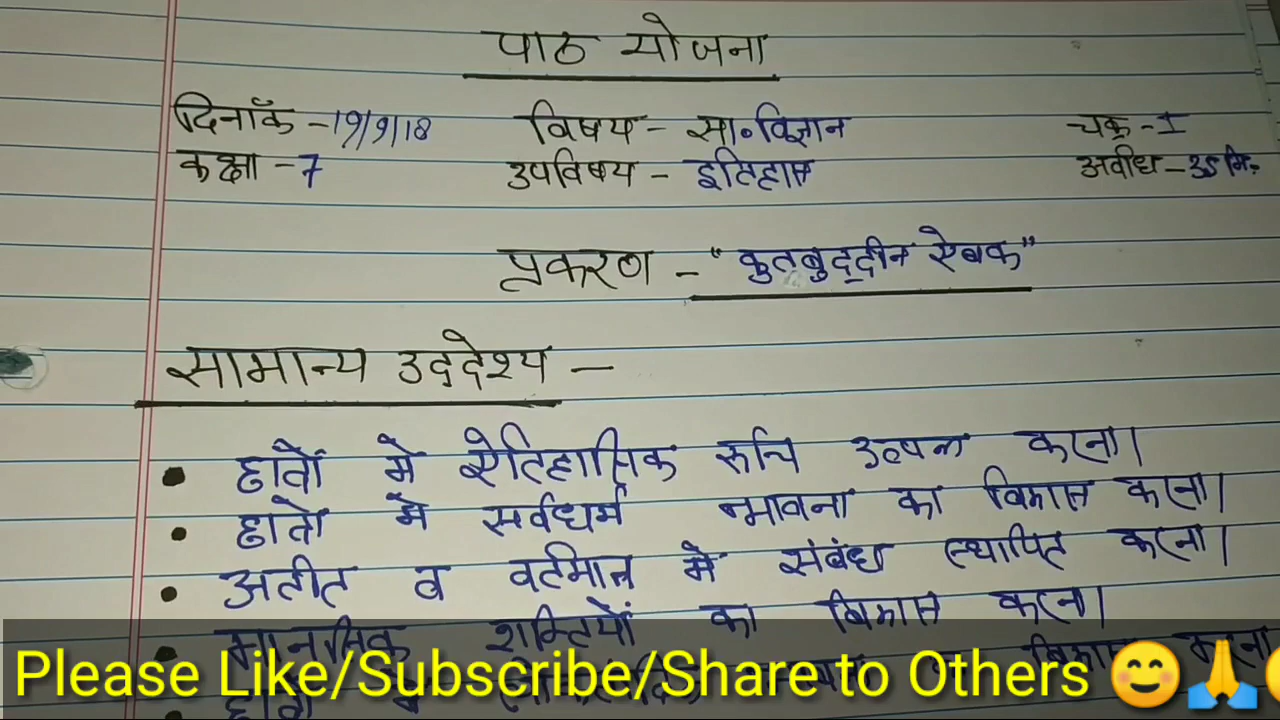 पाठ योजना
दिनाँक - 19/9/18 विषय - सा॰विज्ञान चक्र - I
कक्षा - 7 उपविषय - इतिहास अवधि - 35 मि.
प्रकरण - "कुतबुद्दीन ऐबक"
सामान्य उद्देश्य -
• छात्रों में ऐतिहासिक रुचि उत्पन्न करना।
• छात्रों में सर्वधर्म भावना का विकास करना।
• अतीत व वर्तमान में संबंध स्थापित करना।
• मानसिक शक्तियों का विकास करना।
Please Like/Subscribe/Share to Others 😊🙏